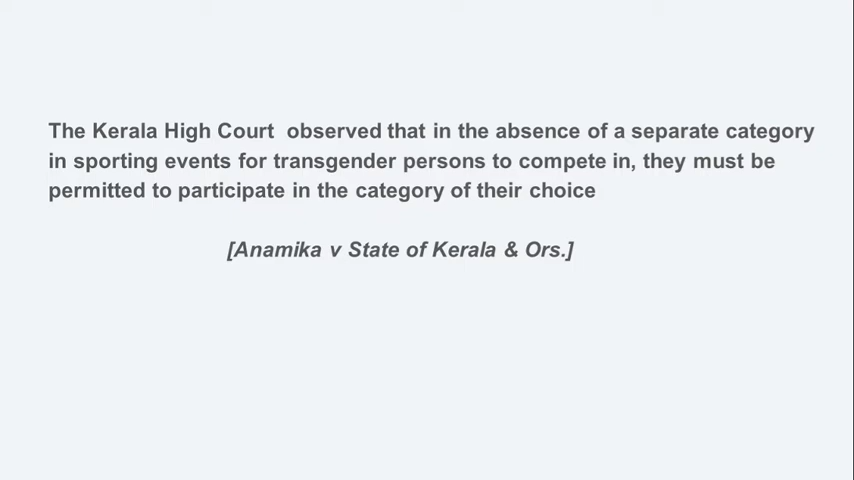 The Kerala High Court  observed that in the absence of a separate category
in sporting events for transgender persons to compete in, they must be
permitted to participate in the category of their choice
[Anamika v State of Kerala & Ors.]